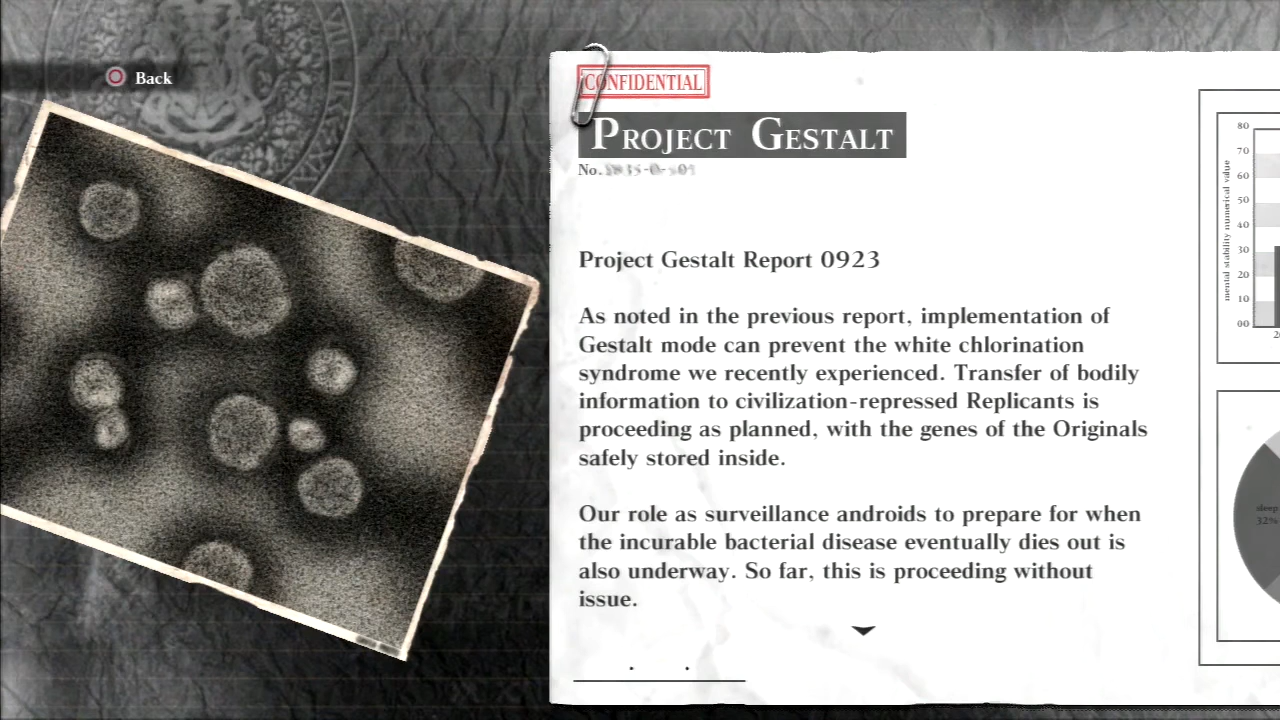 Back
CONFIDENTIAL
PROJECT GESTALT
No.
Project Gestalt Report 0923
As noted in the previous report, implementation of
Gestalt mode can prevent the white chlorination
syndrome we recently experienced. Transfer of bodily
information to civilization-repressed Replicants is
proceeding as planned, with the genes of the Originals
safely stored inside.
Our role as surveillance androids to prepare for when
the incurable bacterial disease eventually dies out is
also underway. So far, this is proceeding without
issue.
mental stability numerical value
80
70
60
50
40
30
20
10
00
sleep
32%